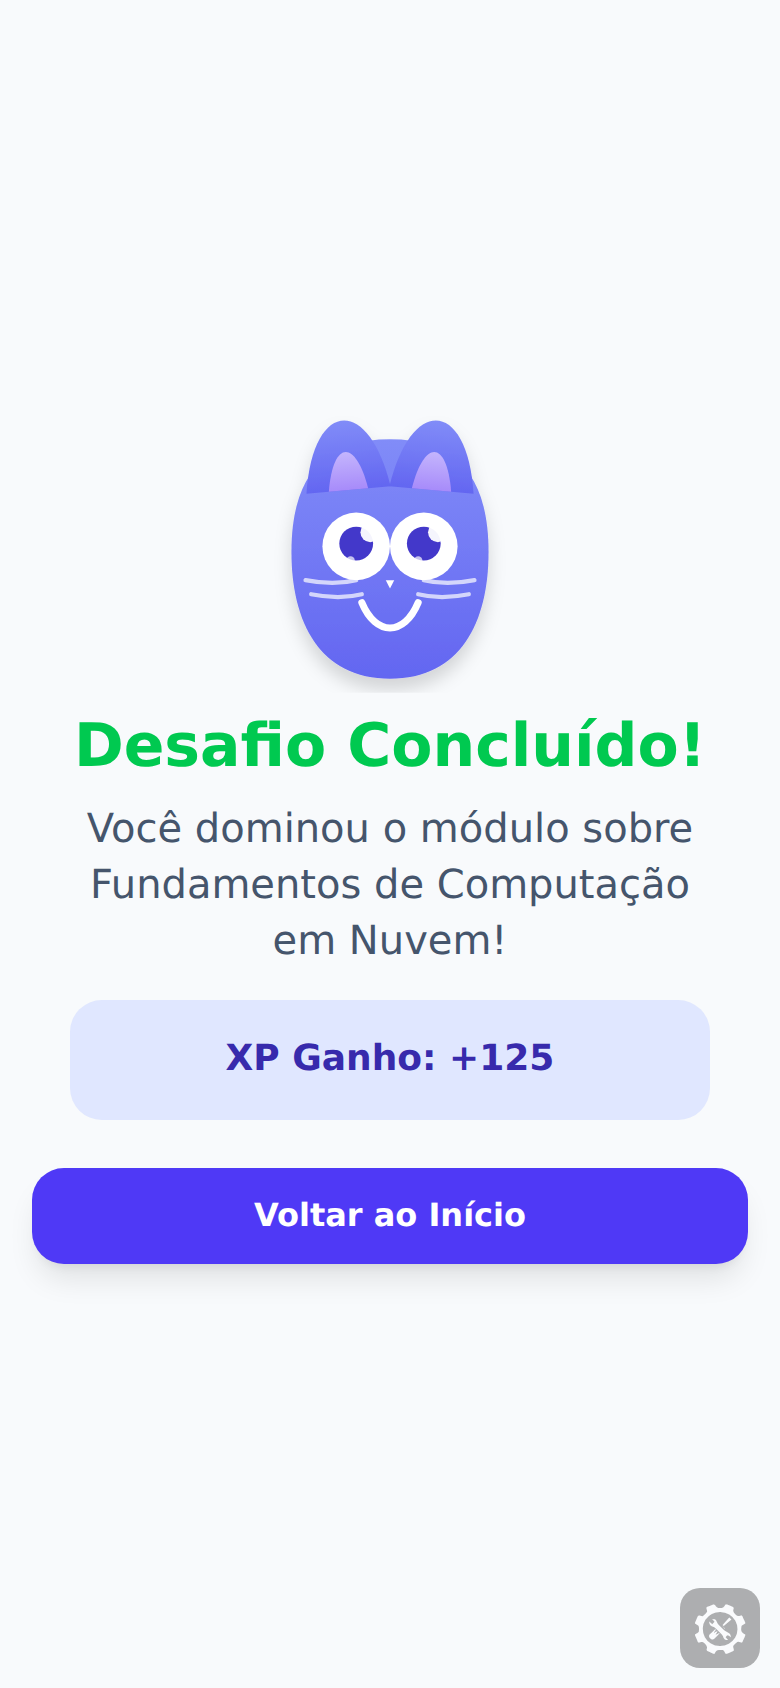 Desafio Concluído!
Você dominou o módulo sobre
Fundamentos de Computação
em Nuvem!
XP Ganho: +125
Voltar ao Início